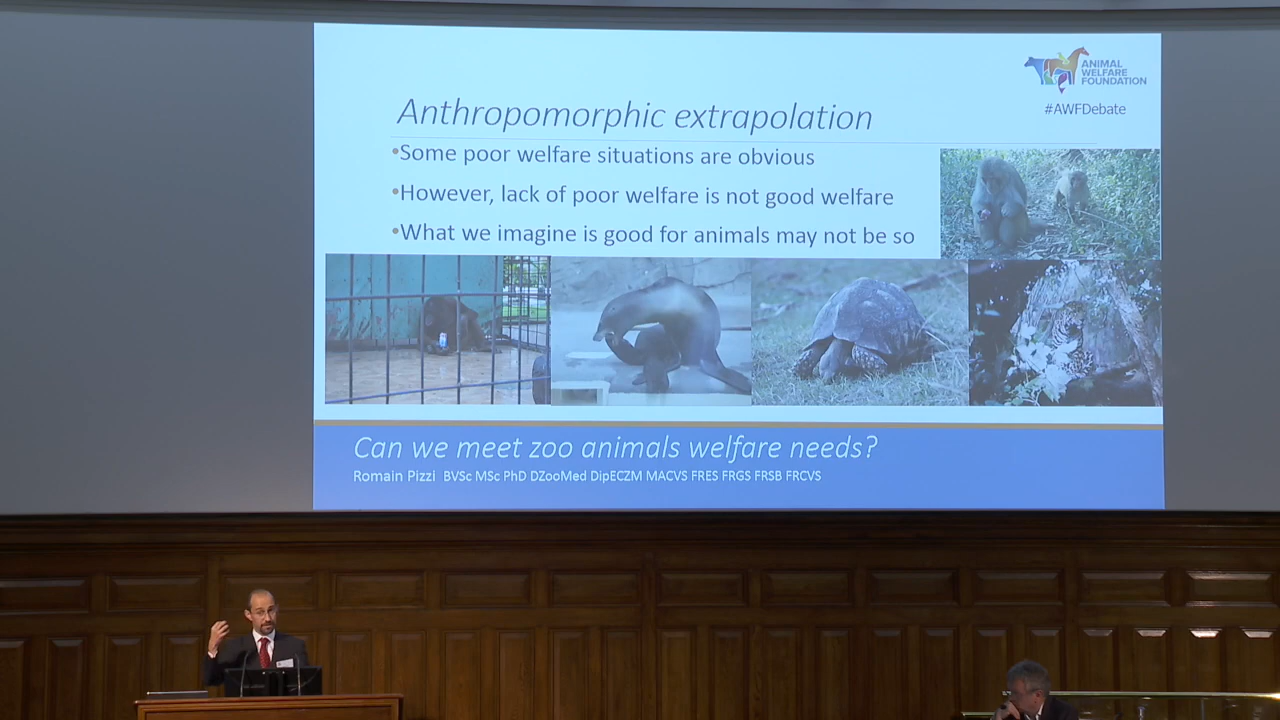 ANIMAL
WELFARE
FOUNDATION
#AWFDebate
Anthropomorphic extrapolation
•Some poor welfare situations are obvious
•However, lack of poor welfare is not good welfare
•What we imagine is good for animals may not be so
Can we meet zoo animals welfare needs?
Romain Pizzi BVSc MSc PhD DZooMed DipECZM MACVS FRES FRGS FRSB FRCVS